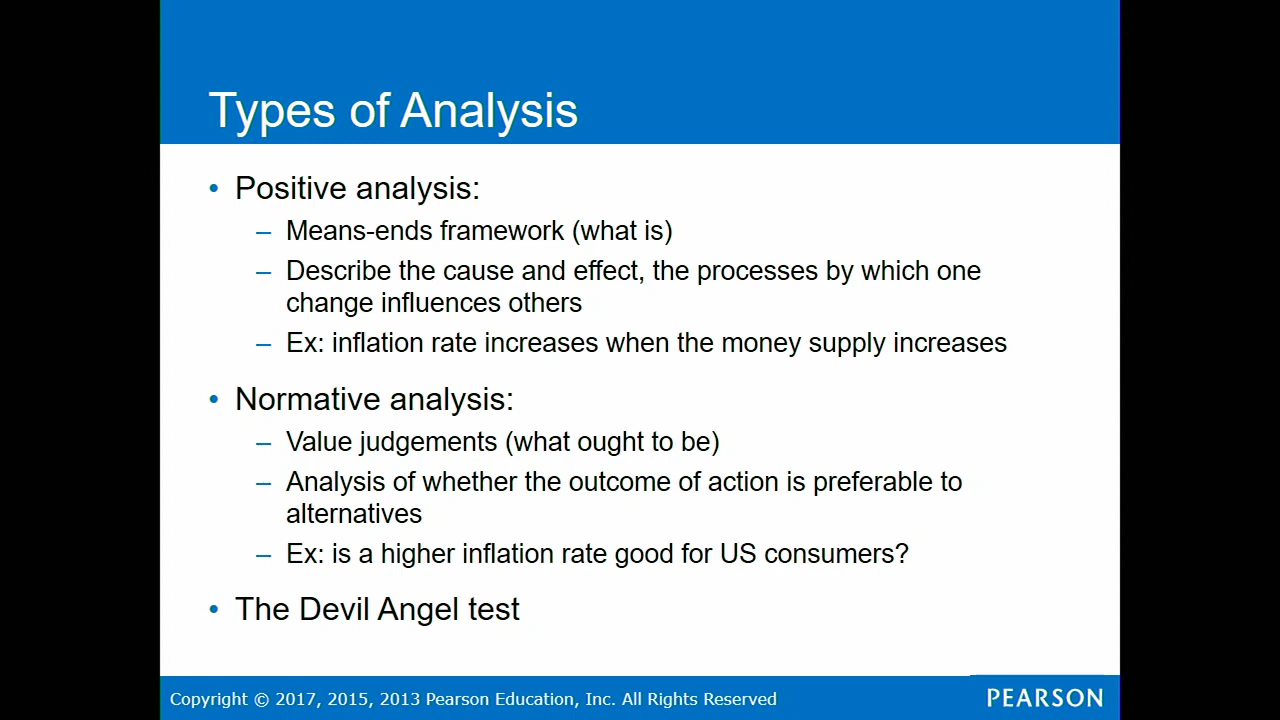 Types of Analysis
• Positive analysis:
– Means-ends framework (what is)
– Describe the cause and effect, the processes by which one
change influences others
– Ex: inflation rate increases when the money supply increases
• Normative analysis:
– Value judgements (what ought to be)
– Analysis of whether the outcome of action is preferable to
alternatives
– Ex: is a higher inflation rate good for US consumers?
• The Devil Angel test
Copyright © 2017, 2015, 2013 Pearson Education, Inc. All Rights Reserved
PEARSON